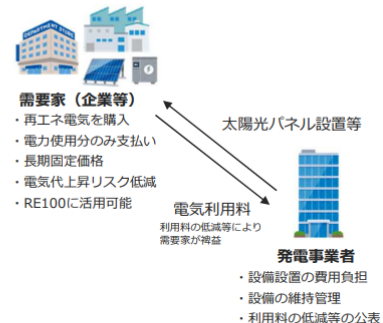 DEPARTMENT STORE
需要家（企業等）
・再エネ電気を購入
・電力使用分のみ支払い
・長期固定価格
・電気代上昇リスク低減
・RE100に活用可能
太陽光パネル設置等
電気利用料
利用料の低減等により
需要家が裨益
発電事業者
・設備設置の費用負担
・設備の維持管理
・利用料の低減等の公表